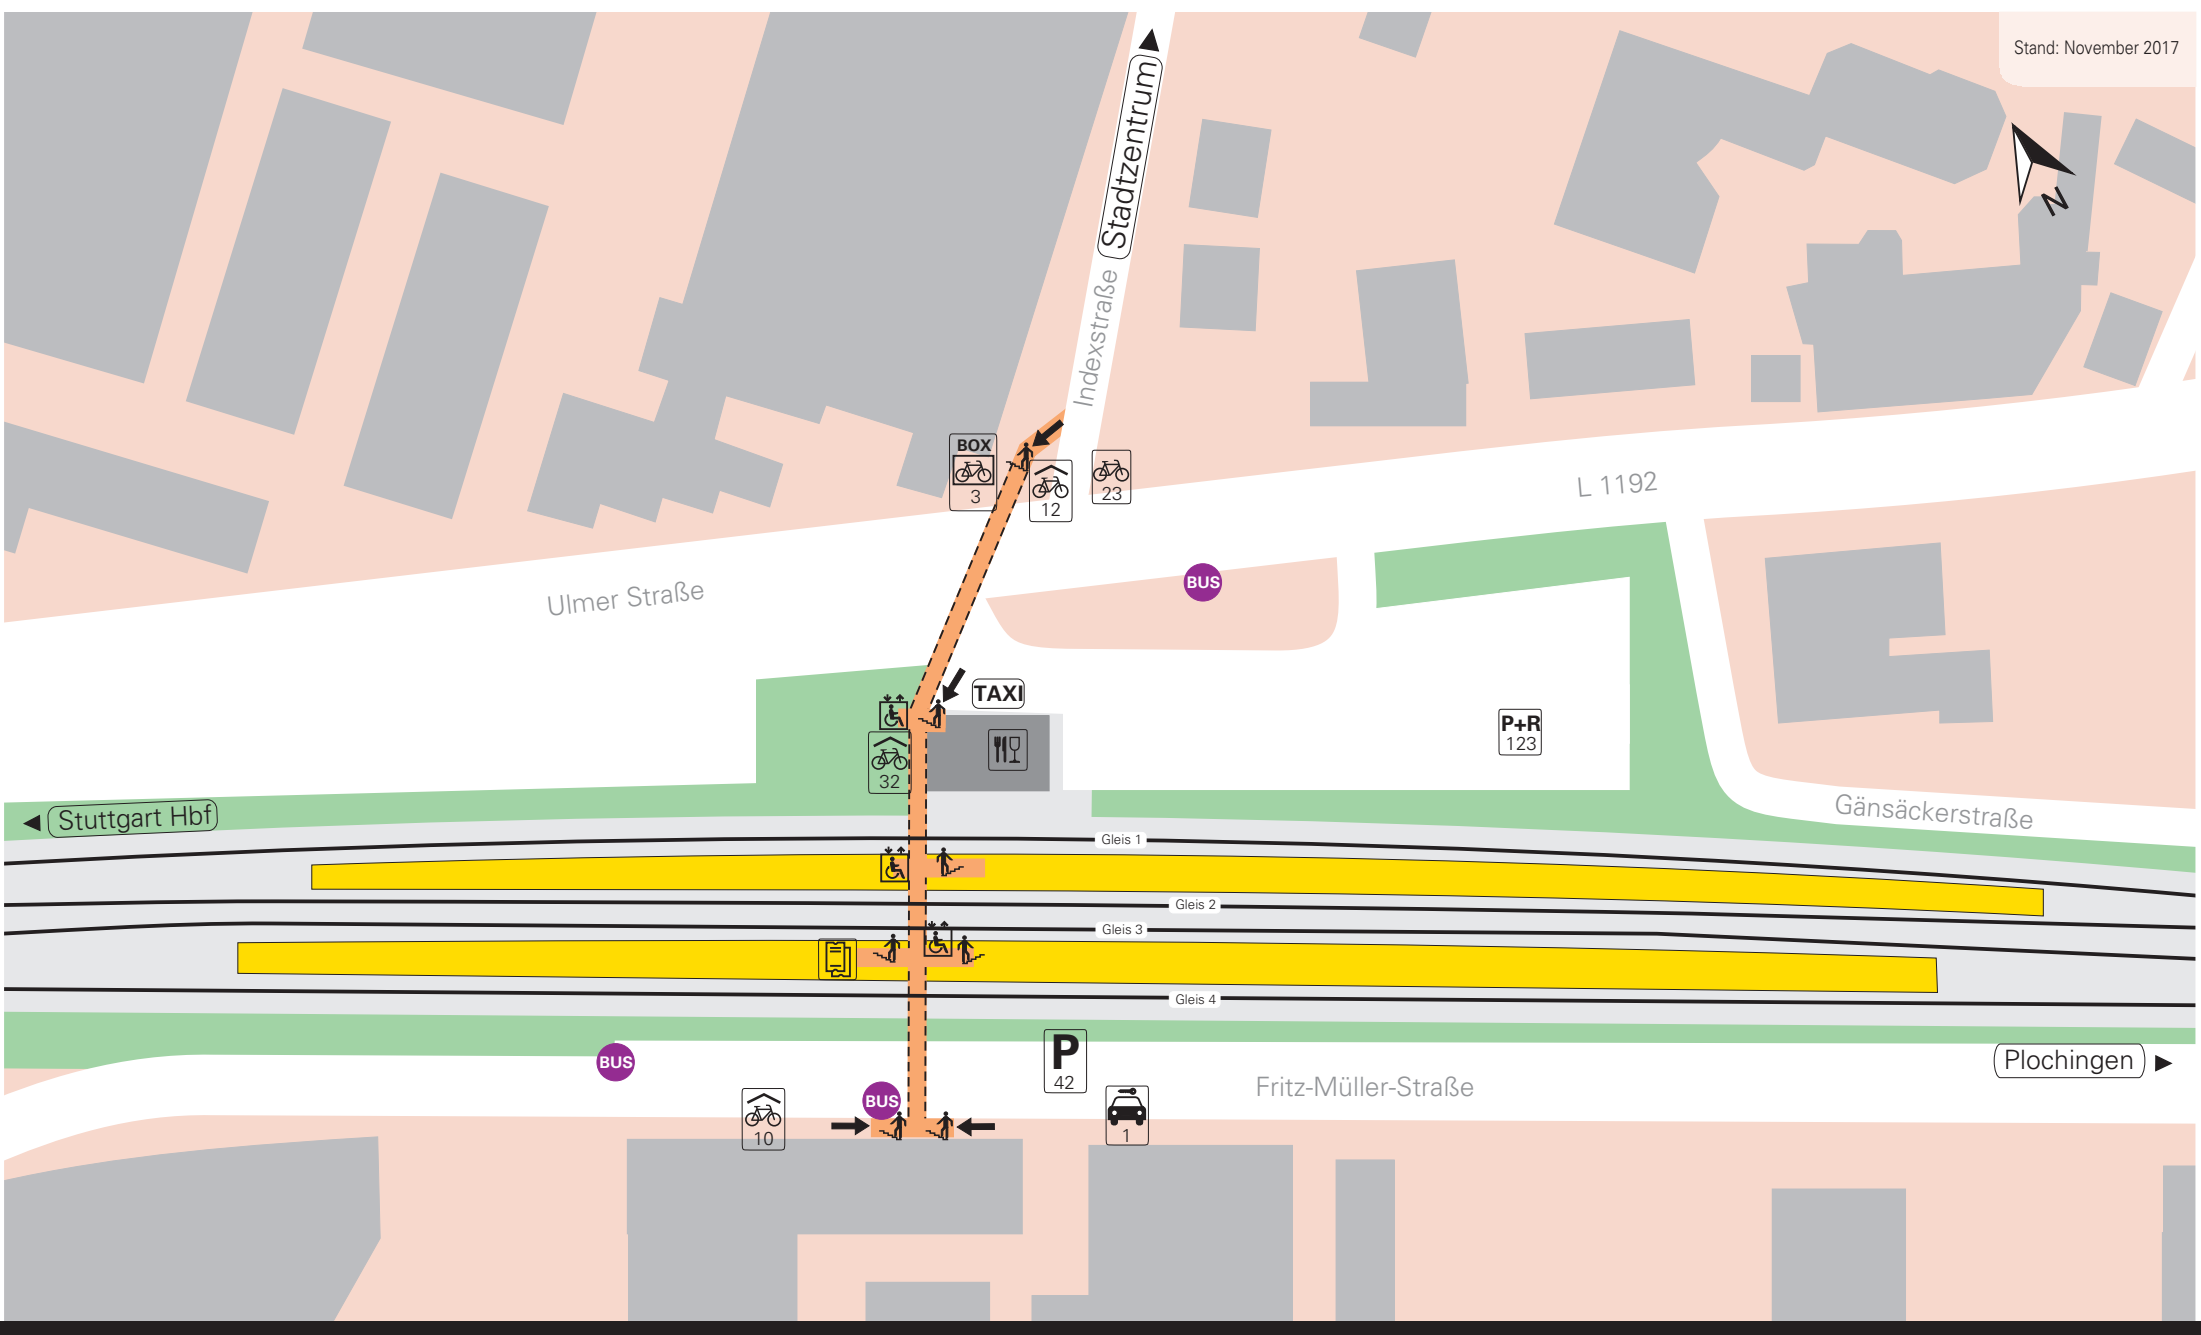 Stand: November 2017
Stadtzentrum
N
Indexstraße
BOX
3
12
23
L 1192
BUS
Ulmer Straße
TAXI
P+R
123
32
Stuttgart Hbf
Gänsäckerstraße
Gleis 1
Gleis 2
Gleis 3
Gleis 4
BUS
P
42
Plochingen
Fritz-Müller-Straße
BUS
10
1